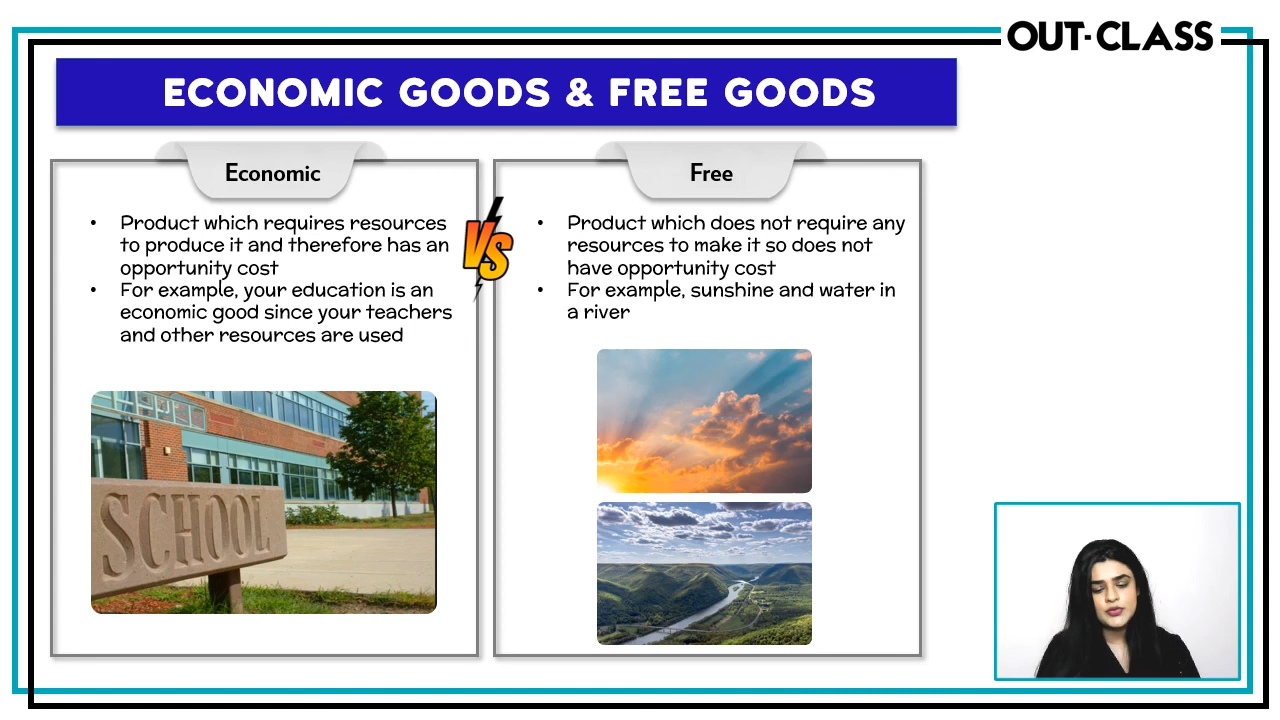 OUT-CLASS
ECONOMIC GOODS & FREE GOODS
Economic
• Product which requires resources
to produce it and therefore has an
opportunity cost
• For example, your education is an
economic good since your teachers
and other resources are used
SCHOOL
VS
Free
• Product which does not require any
resources to make it so does not
have opportunity cost
• For example, sunshine and water in
a river